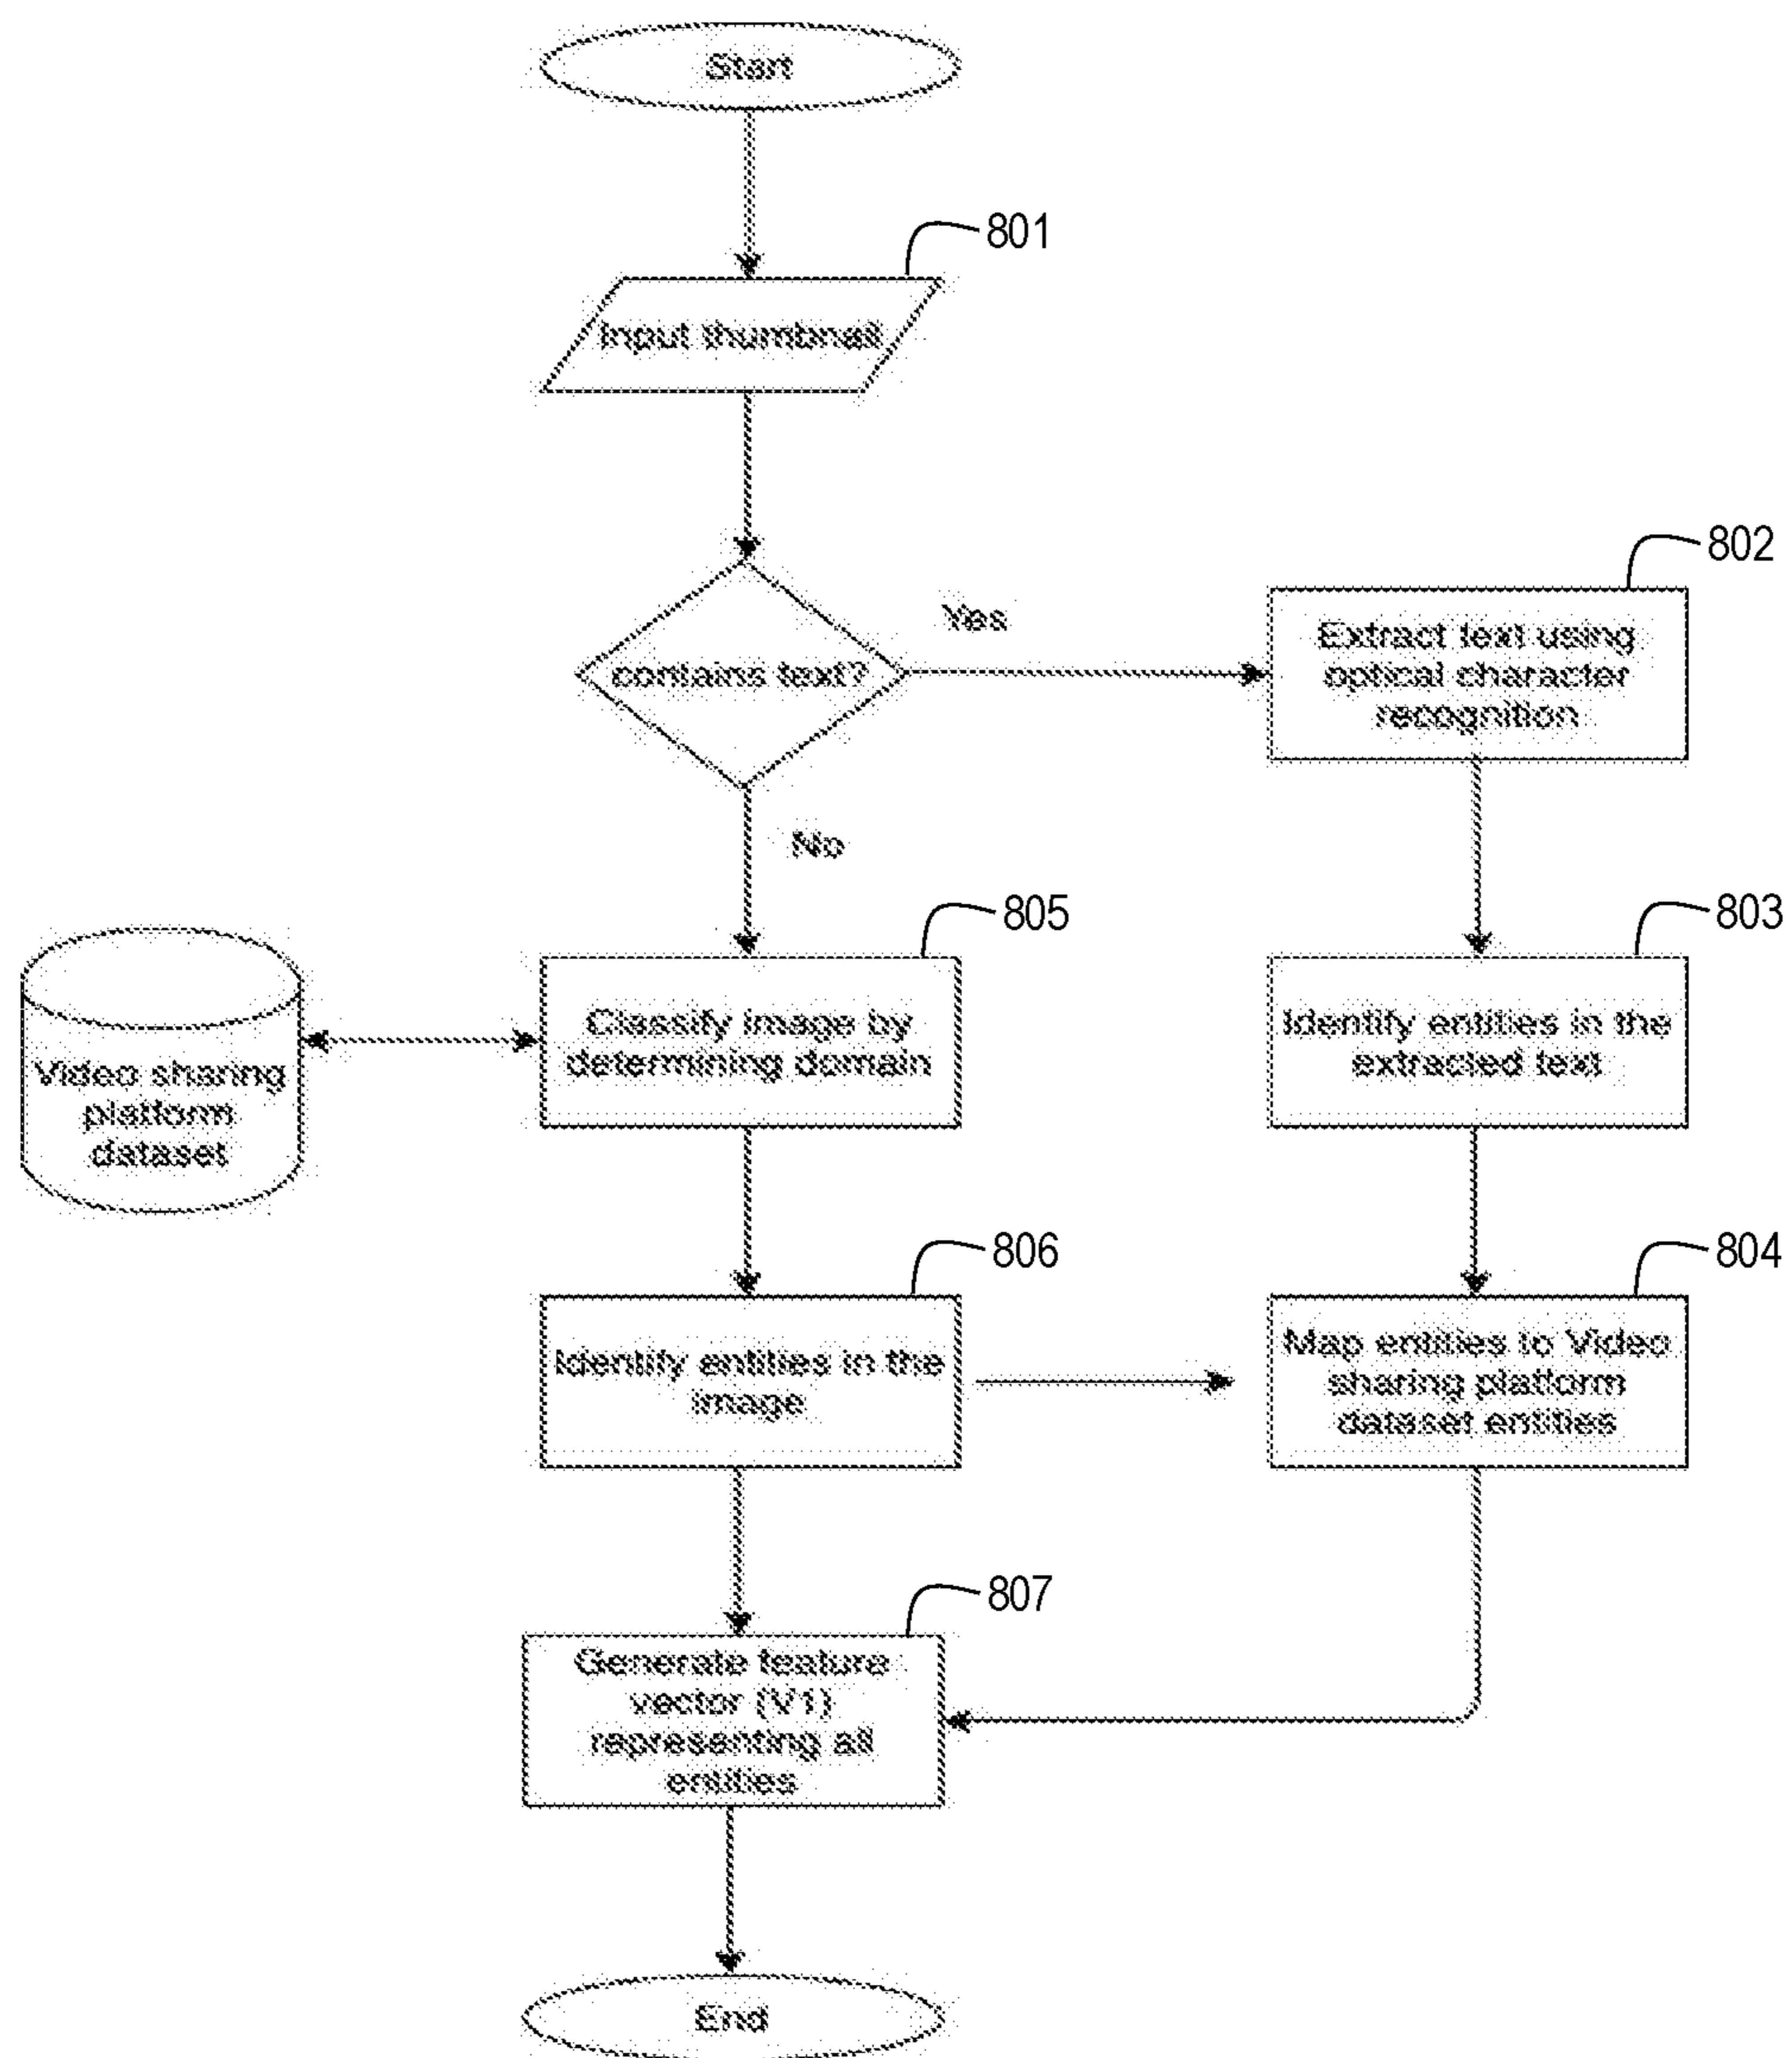 Start
801
Input thumbnail
802
Yes
contains text?
Extract text using
optical character
recognition
No
805
803
Video sharing
platform
dataset
Classify image by
determining domain
Identify entities in the
extracted text
806
804
Identify entities in the
image
Map entities to Video
sharing platform
dataset entities
807
Generate feature
vector (V1)
representing all
entities
End